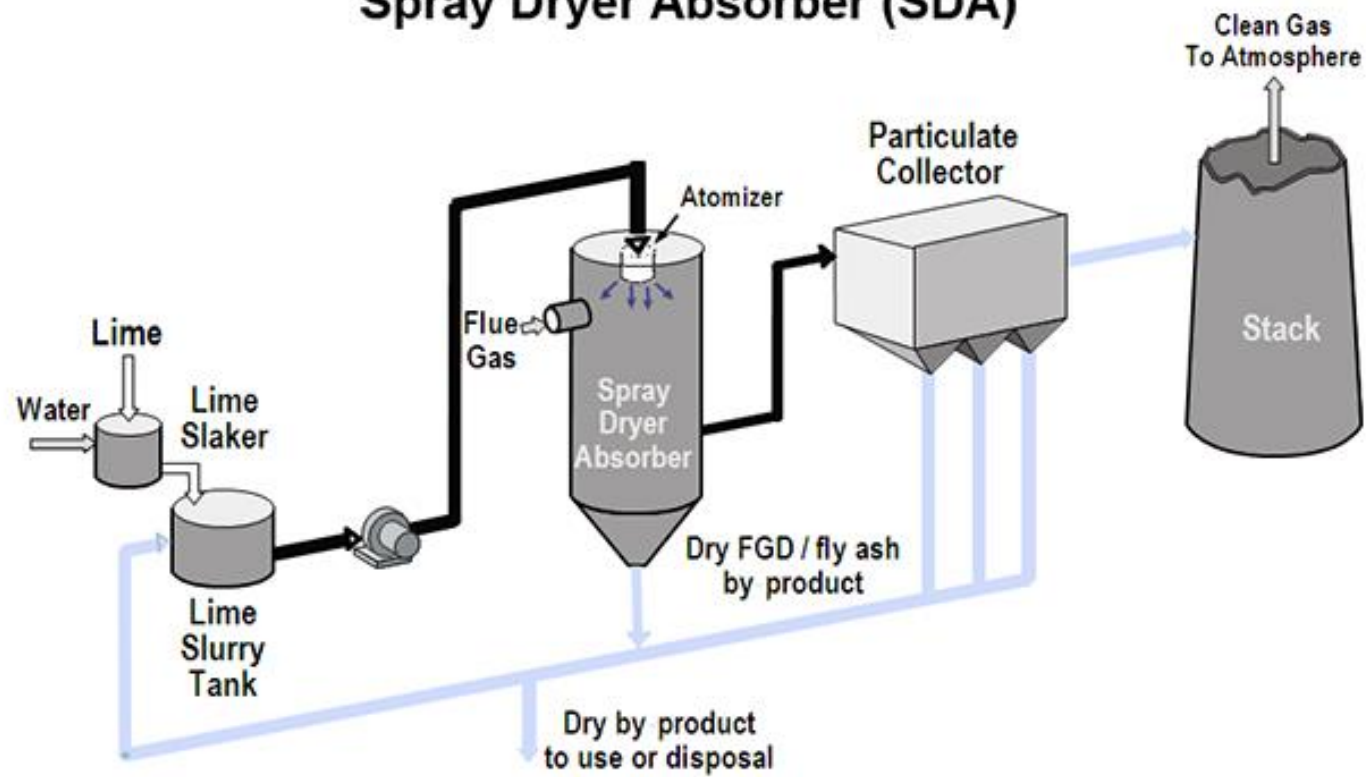 Spray Dryer Absorber (SDA)
Clean Gas
To Atmosphere
Particulate
Collector
Atomizer
Lime
Flue
Gas
Stack
Water
Lime
Slaker
Spray
Dryer
Absorber
Dry FGD / fly ash
by product
Lime
Slurry
Tank
Dry by product
to use or disposal